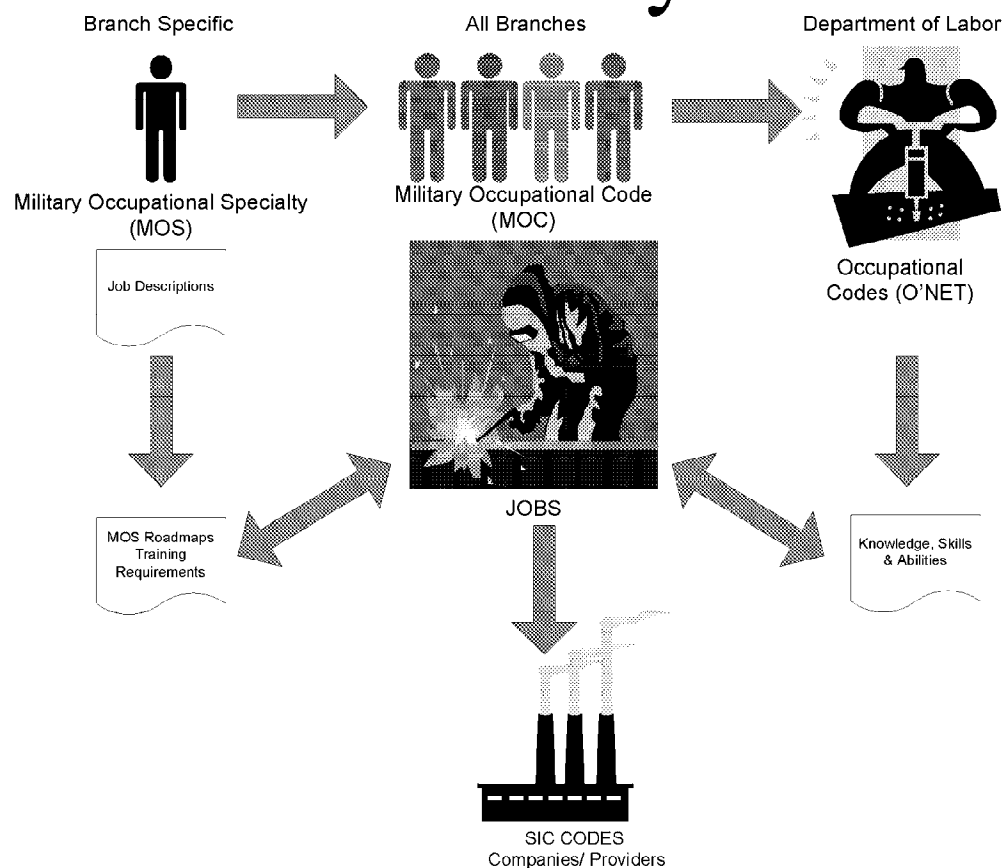 Branch Specific
All Branches
Department of Labor
Military Occupational Specialty
(MOS)
Military Occupational Code
(MOC)
Occupational
Codes (O'NET)
Job Descriptions
MOS Roadmaps
Training
Requirements
JOBS
Knowledge, Skills
& Abilities
SIC CODES
Companies/ Providers